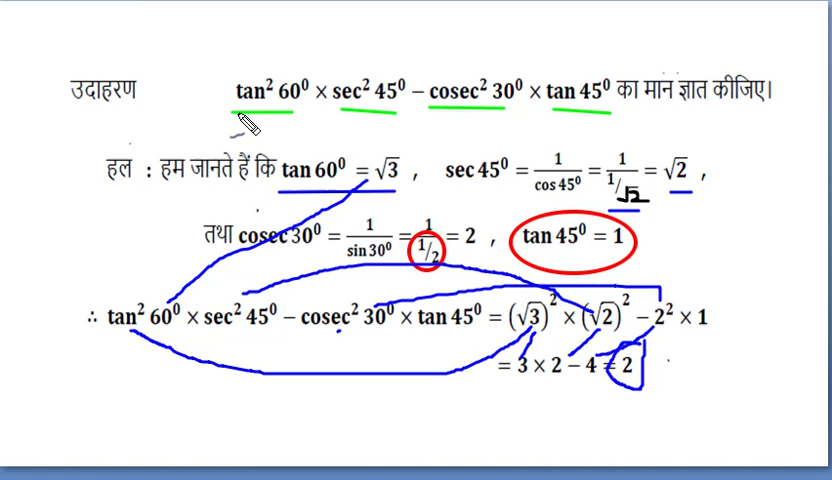 उदाहरण tan² 60⁰ × sec² 45⁰ − cosec² 30⁰ × tan 45⁰ का मान ज्ञात कीजिए।
हल : हम जानते हैं कि tan 60⁰ = √3 , sec 45⁰ = 1/cos 45⁰ = 1/(1/√2) = √2 ,
तथा cosec 30⁰ = 1/sin 30⁰ = 1/(1/2) = 2 , tan 45⁰ = 1
∴ tan² 60⁰ × sec² 45⁰ − cosec² 30⁰ × tan 45⁰ = (√3)² × (√2)² − 2² × 1
= 3 × 2 − 4 = 2